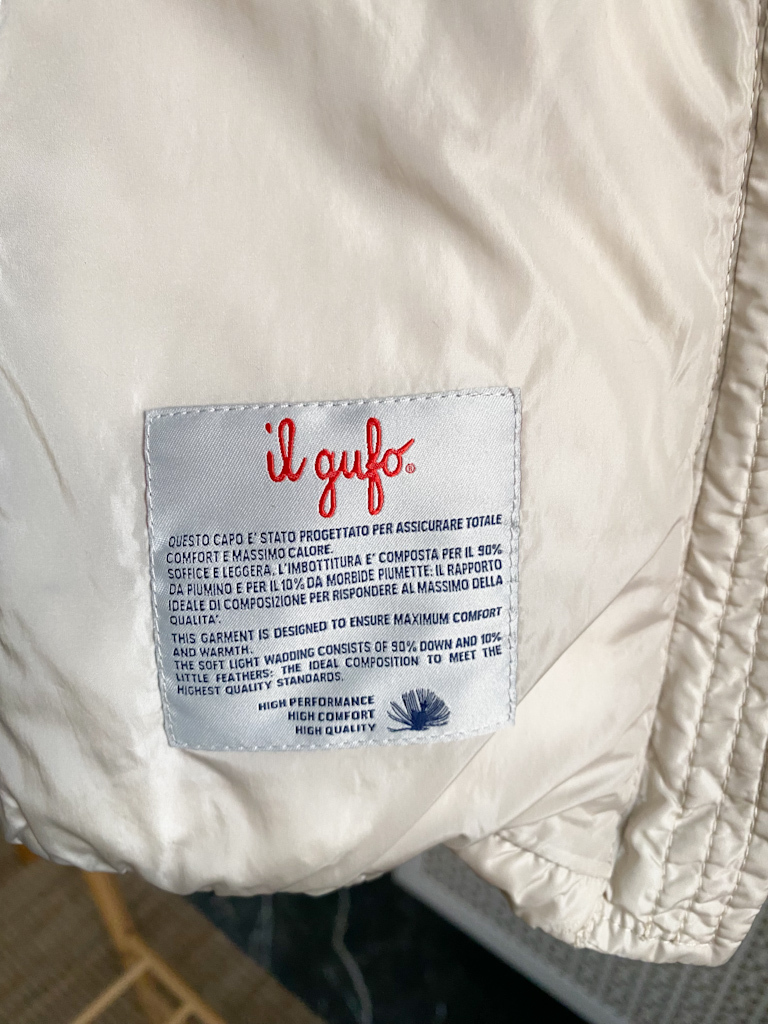 il gufo®
QUESTO CAPO E' STATO PROGETTATO PER ASSICURARE TOTALE
COMFORT E MASSIMO CALORE.
SOFFICE E LEGGERA, L'IMBOTTITURA E' COMPOSTA PER IL 90%
DA PIUMINO E PER IL 10% DA MORBIDE PIUMETTE: IL RAPPORTO
IDEALE DI COMPOSIZIONE PER RISPONDERE AL MASSIMO DELLA
QUALITA'.
THIS GARMENT IS DESIGNED TO ENSURE MAXIMUM COMFORT
AND WARMTH.
THE SOFT LIGHT WADDING CONSISTS OF 90% DOWN AND 10%
LITTLE FEATHERS: THE IDEAL COMPOSITION TO MEET THE
HIGHEST QUALITY STANDARDS.
HIGH PERFORMANCE
HIGH COMFORT
HIGH QUALITY